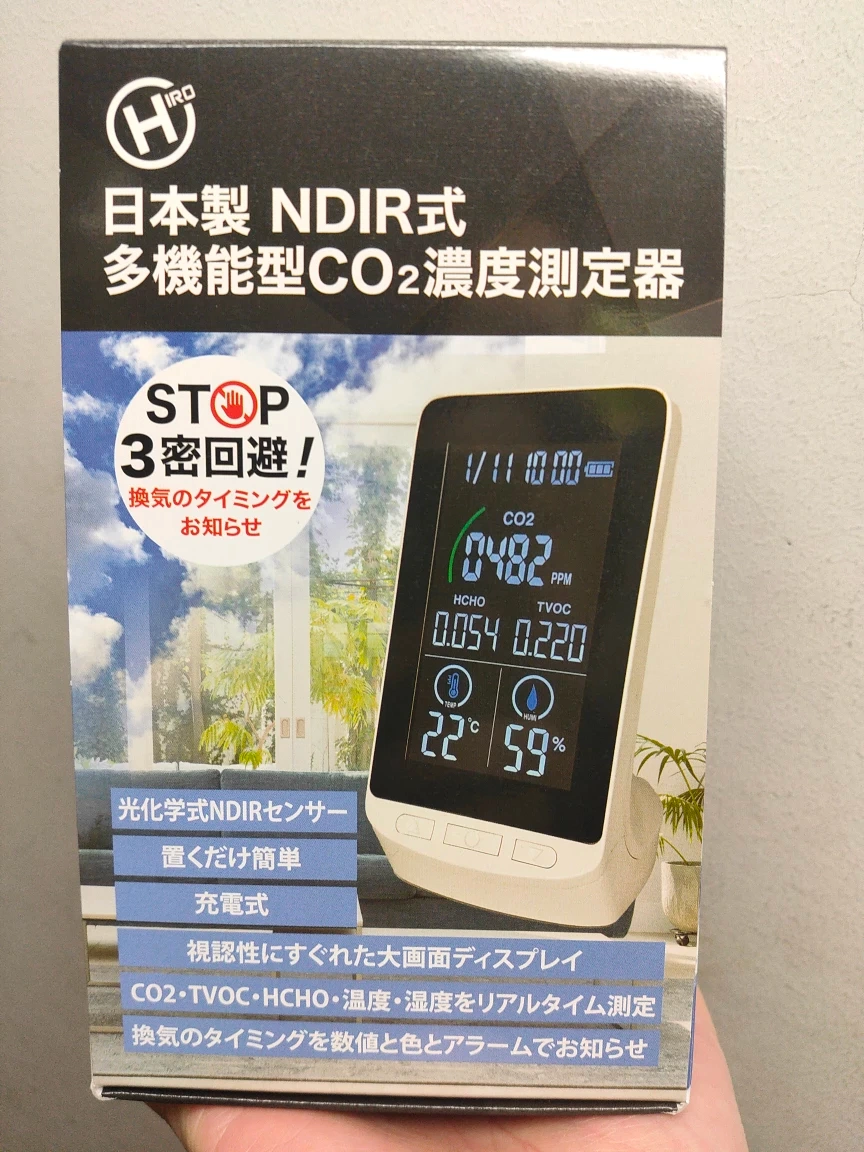 HIRO
日本製 NDIR式
多機能型CO2濃度測定器
STOP
3密回避!
換気のタイミングを
お知らせ
1/11 10:00
CO2
0482 PPM
HCHO TVOC
0.054 0.220
TEMP HUMI
22℃ 59%
光化学式NDIRセンサー
置くだけ簡単
充電式
視認性にすぐれた大画面ディスプレイ
CO2・TVOC・HCHO・温度・湿度をリアルタイム測定
換気のタイミングを数値と色とアラームでお知らせ